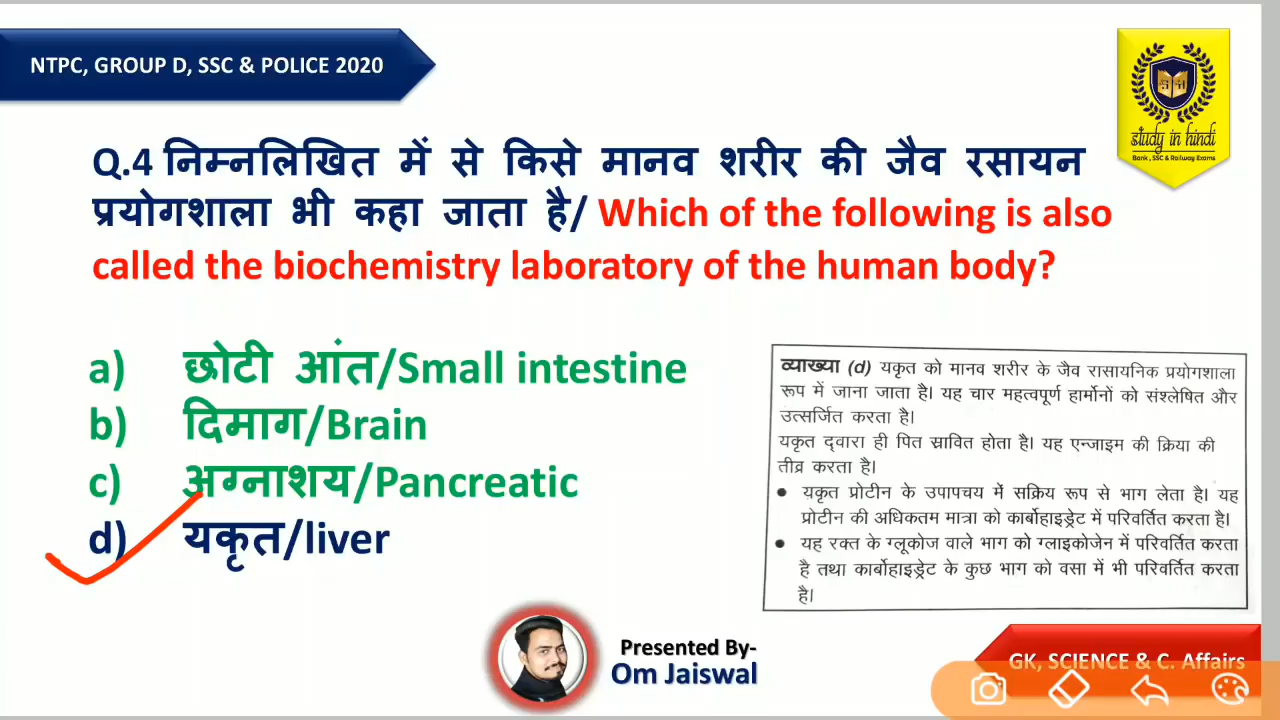 NTPC, GROUP D, SSC & POLICE 2020
study in hindi
Bank , SSC & Railway Exams
Q.4 निम्नलिखित में से किसे मानव शरीर की जैव रसायन
प्रयोगशाला भी कहा जाता है/ Which of the following is also
called the biochemistry laboratory of the human body?
a) छोटी आंत/Small intestine
b) दिमाग/Brain
c) अग्नाशय/Pancreatic
d) यकृत/liver
व्याख्या (d) यकृत को मानव शरीर के जैव रासायनिक प्रयोगशाला
रूप में जाना जाता है। यह चार महत्वपूर्ण हार्मोनों को संश्लेषित और
उत्सर्जित करता है।
यकृत द्वारा ही पित स्रावित होता है। यह एन्जाइम की क्रिया की
तीव्र करता है।
● यकृत प्रोटीन के उपापचय में सक्रिय रूप से भाग लेता है। यह
प्रोटीन की अधिकतम मात्रा को कार्बोहाइड्रेट में परिवर्तित करता है।
● यह रक्त के ग्लूकोज वाले भाग को ग्लाइकोजेन में परिवर्तित करता
है तथा कार्बोहाइड्रेट के कुछ भाग को वसा में भी परिवर्तित करता
है।
Presented By-
Om Jaiswal
GK, SCIENCE & C. Affairs